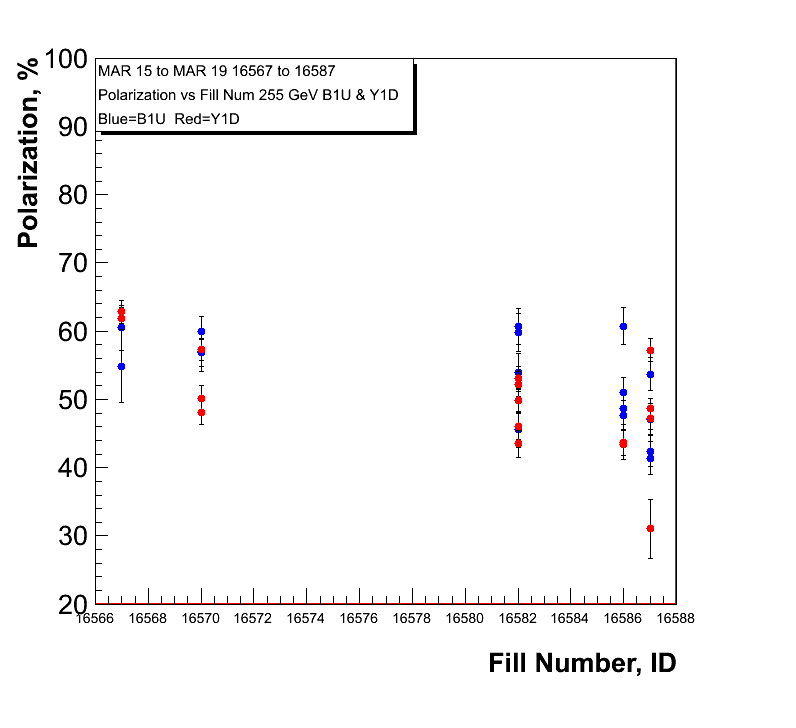 MAR 15 to MAR 19 16567 to 16587
Polarization vs Fill Num 255 GeV B1U & Y1D
Blue=B1U  Red=Y1D
Polarization, %
100
90
80
70
60
50
40
30
20
16566 16568 16570 16572 16574 16576 16578 16580 16582 16584 16586 16588
Fill Number, ID